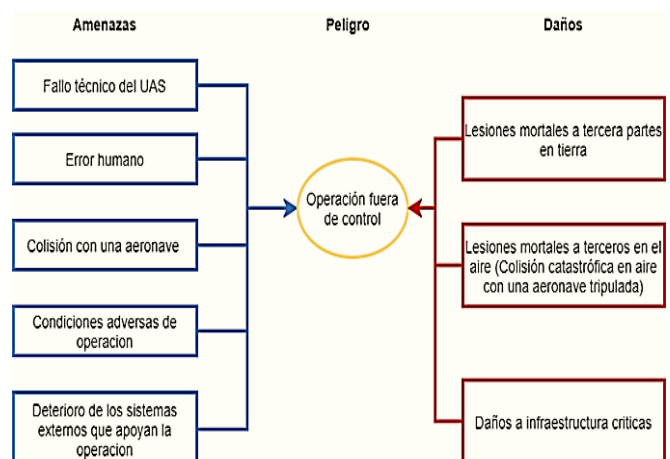 Amenazas
Peligro
Daños
Fallo técnico del UAS
Error humano
Colisión con una aeronave
Condiciones adversas de
operacion
Deterioro de los sistemas
externos que apoyan la
operacion
Operación fuera
de control
Lesiones mortales a tercera partes
en tierra
Lesiones mortales a terceros en el
aire (Colisión catastrófica en aire
con una aeronave tripulada)
Daños a infraestructura criticas